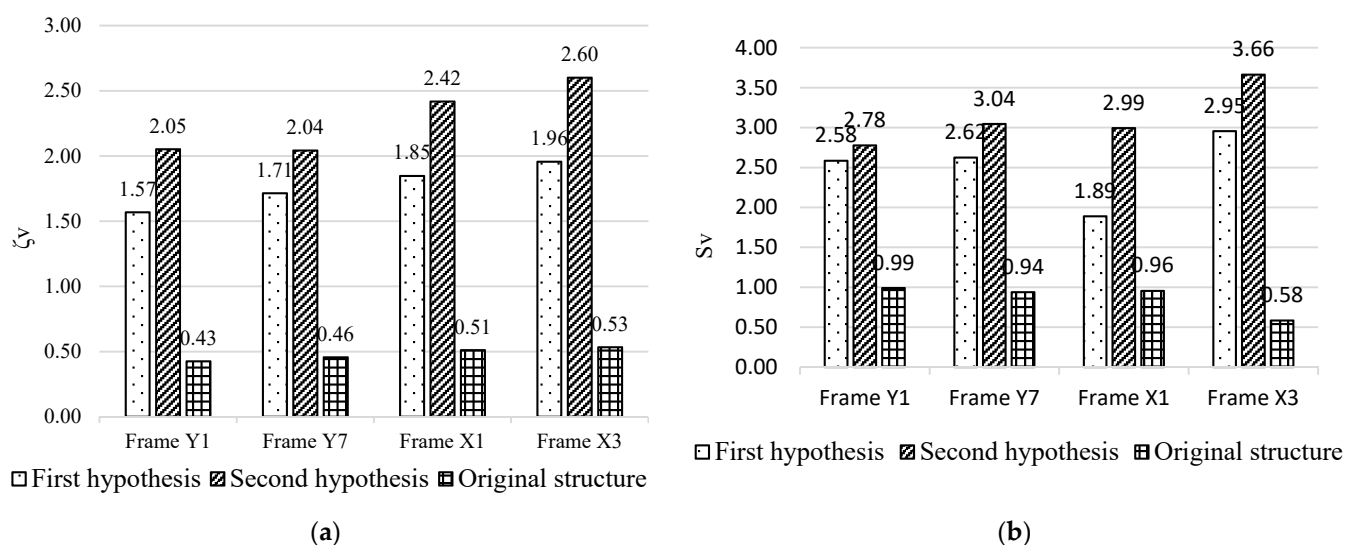 3.00
2.50
2.00
1.50
1.00
0.50
0.00
ζv
1.57
2.05
0.43
1.71
2.04
0.46
1.85
2.42
0.51
1.96
2.60
0.53
Frame Y1
Frame Y7
Frame X1
Frame X3
First hypothesis Second hypothesis Original structure
(a)
4.00
3.50
3.00
2.50
2.00
1.50
1.00
0.50
0.00
Sv
2.58
2.78
0.99
2.62
3.04
0.94
1.89
2.99
0.96
2.95
3.66
0.58
Frame Y1
Frame Y7
Frame X1
Frame X3
First hypothesis Second hypothesis Original structure
(b)